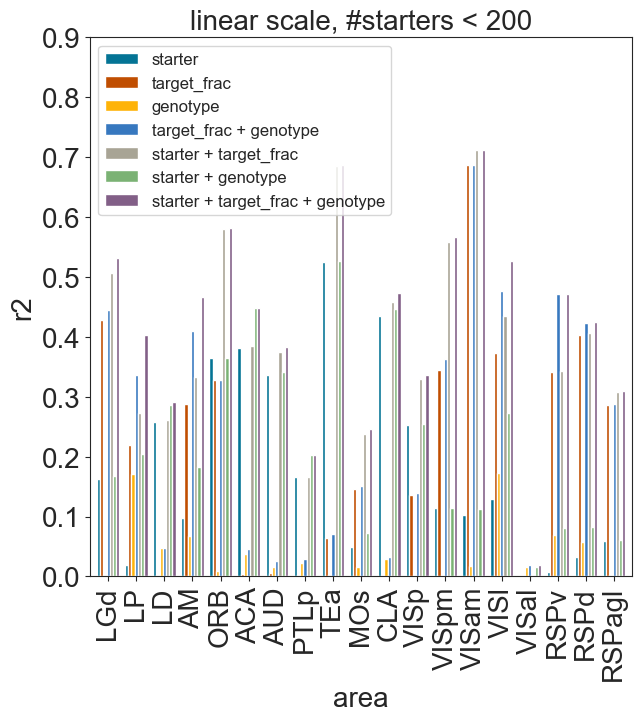 linear scale, #starters < 200
0.9
0.8
0.7
0.6
0.5
0.4
0.3
0.2
0.1
0.0
r2
starter
target_frac
genotype
target_frac + genotype
starter + target_frac
starter + genotype
starter + target_frac + genotype
LGd
LP
LD
AM
ORB
ACA
AUD
PTLp
TEa
MOs
CLA
VISp
VISpm
VISam
VISl
VISal
RSPv
RSPd
RSPagl
area